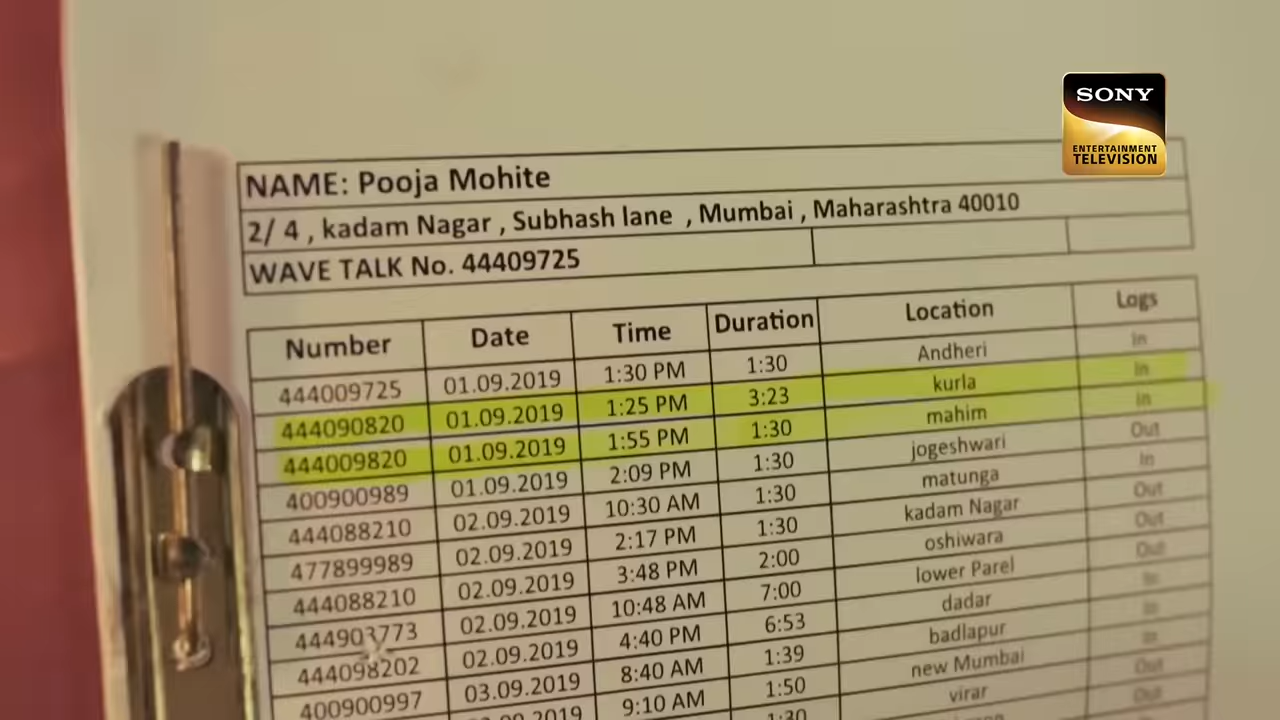 SONY
ENTERTAINMENT
TELEVISION
NAME: Pooja Mohite
2/ 4 , kadam Nagar , Subhash lane , Mumbai , Maharashtra 40010
WAVE TALK No. 44409725
Number Date Time Duration Location Logs
444009725 01.09.2019 1:30 PM 1:30 Andheri In
444090820 01.09.2019 1:25 PM 3:23 kurla In
444009820 01.09.2019 1:55 PM 1:30 mahim In
400900989 01.09.2019 2:09 PM 1:30 jogeshwari Out
444088210 02.09.2019 10:30 AM 1:30 matunga In
477899989 02.09.2019 2:17 PM 1:30 kadam Nagar Out
444088210 02.09.2019 3:48 PM 2:00 oshiwara Out
444903773 02.09.2019 10:48 AM 7:00 lower Parel Out
444098202 02.09.2019 4:40 PM 6:53 dadar In
400900997 03.09.2019 8:40 AM 1:39 badlapur In
9:10 AM 1:50 new Mumbai In
1:30 virar Out
Out